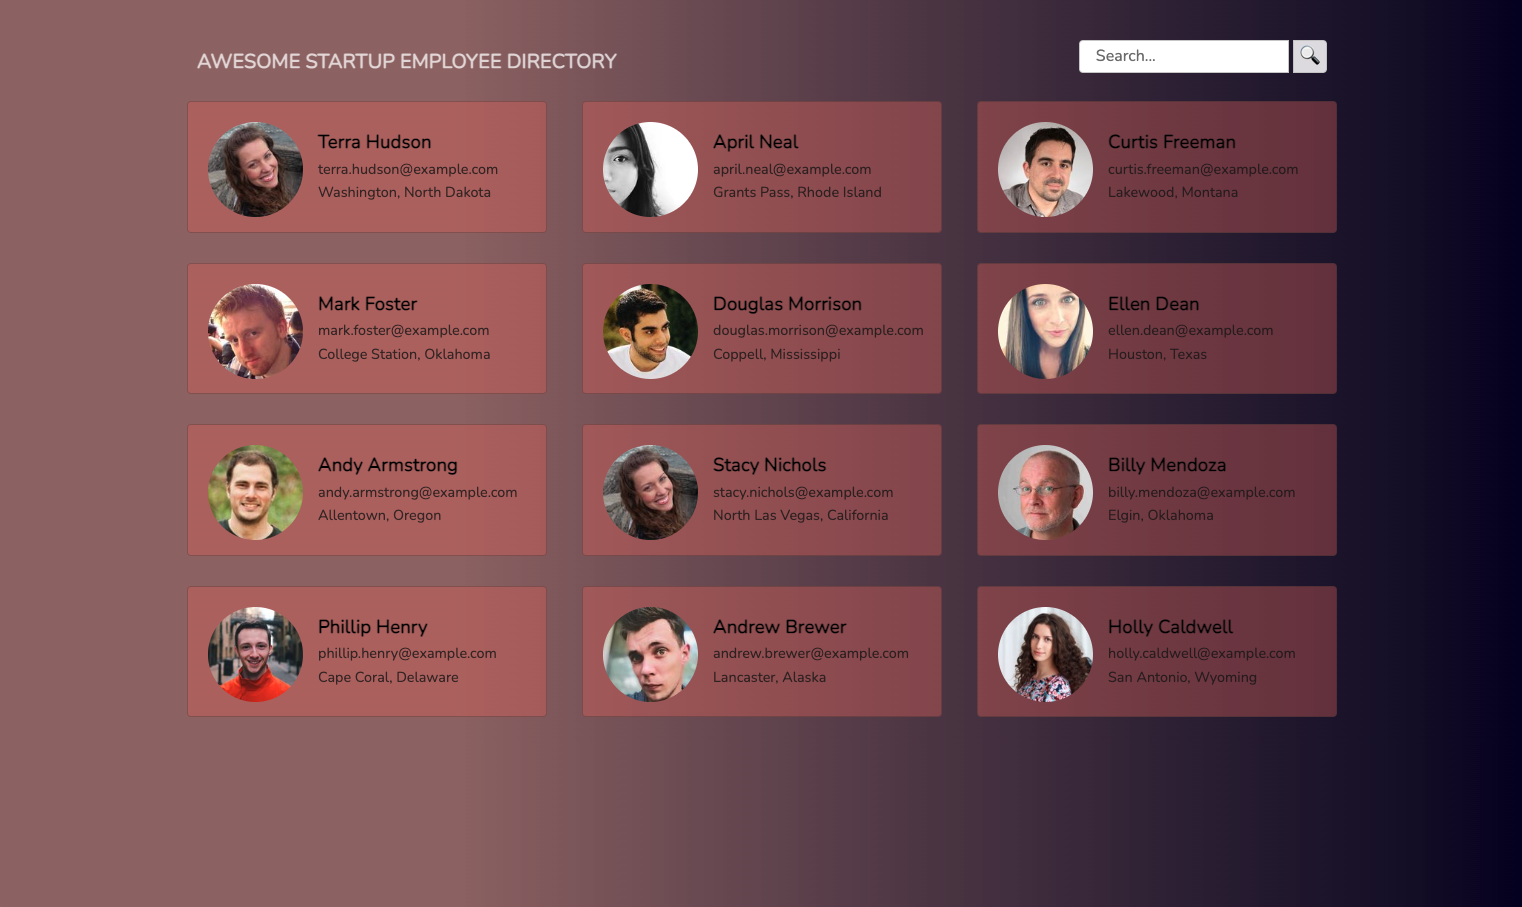 AWESOME STARTUP EMPLOYEE DIRECTORY
Search...
Terra Hudson
terra.hudson@example.com
Washington, North Dakota
April Neal
april.neal@example.com
Grants Pass, Rhode Island
Curtis Freeman
curtis.freeman@example.com
Lakewood, Montana
Mark Foster
mark.foster@example.com
College Station, Oklahoma
Douglas Morrison
douglas.morrison@example.com
Coppell, Mississippi
Ellen Dean
ellen.dean@example.com
Houston, Texas
Andy Armstrong
andy.armstrong@example.com
Allentown, Oregon
Stacy Nichols
stacy.nichols@example.com
North Las Vegas, California
Billy Mendoza
billy.mendoza@example.com
Elgin, Oklahoma
Phillip Henry
phillip.henry@example.com
Cape Coral, Delaware
Andrew Brewer
andrew.brewer@example.com
Lancaster, Alaska
Holly Caldwell
holly.caldwell@example.com
San Antonio, Wyoming